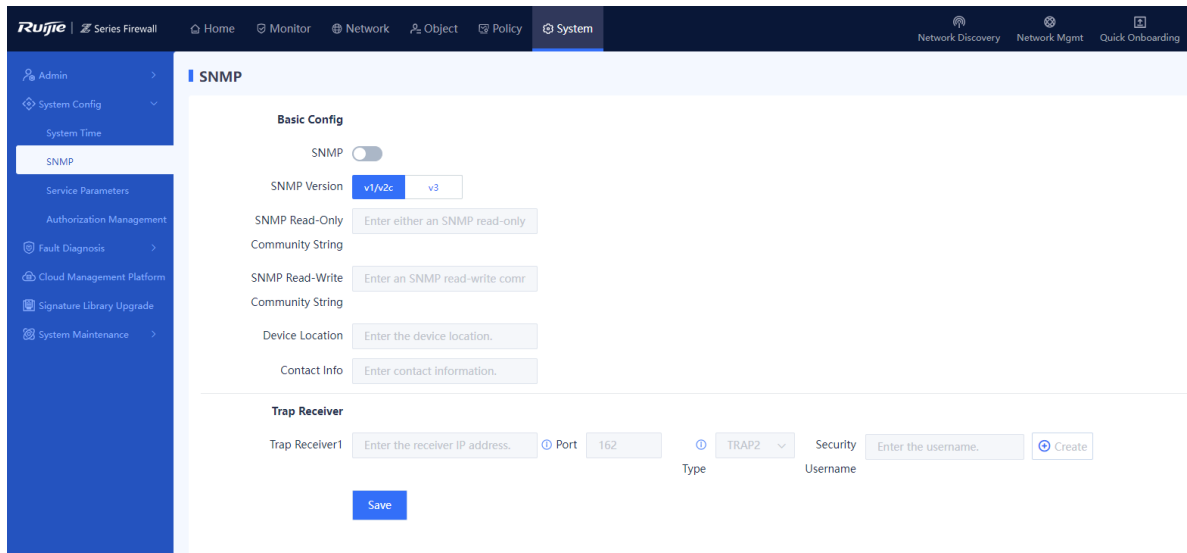 Ruijie | Z Series Firewall
Home Monitor Network Object Policy System
Network Discovery Network Mgmt Quick Onboarding
Admin
System Config
System Time
SNMP
Service Parameters
Authorization Management
Fault Diagnosis
Cloud Management Platform
Signature Library Upgrade
System Maintenance
SNMP
Basic Config
SNMP
SNMP Version v1/v2c v3
SNMP Read-Only Community String Enter either an SNMP read-only
SNMP Read-Write Community String Enter an SNMP read-write comr
Device Location Enter the device location.
Contact Info Enter contact information.
Trap Receiver
Trap Receiver1 Enter the receiver IP address. Port 162 Type TRAP2 Security Username Enter the username. Create
Save